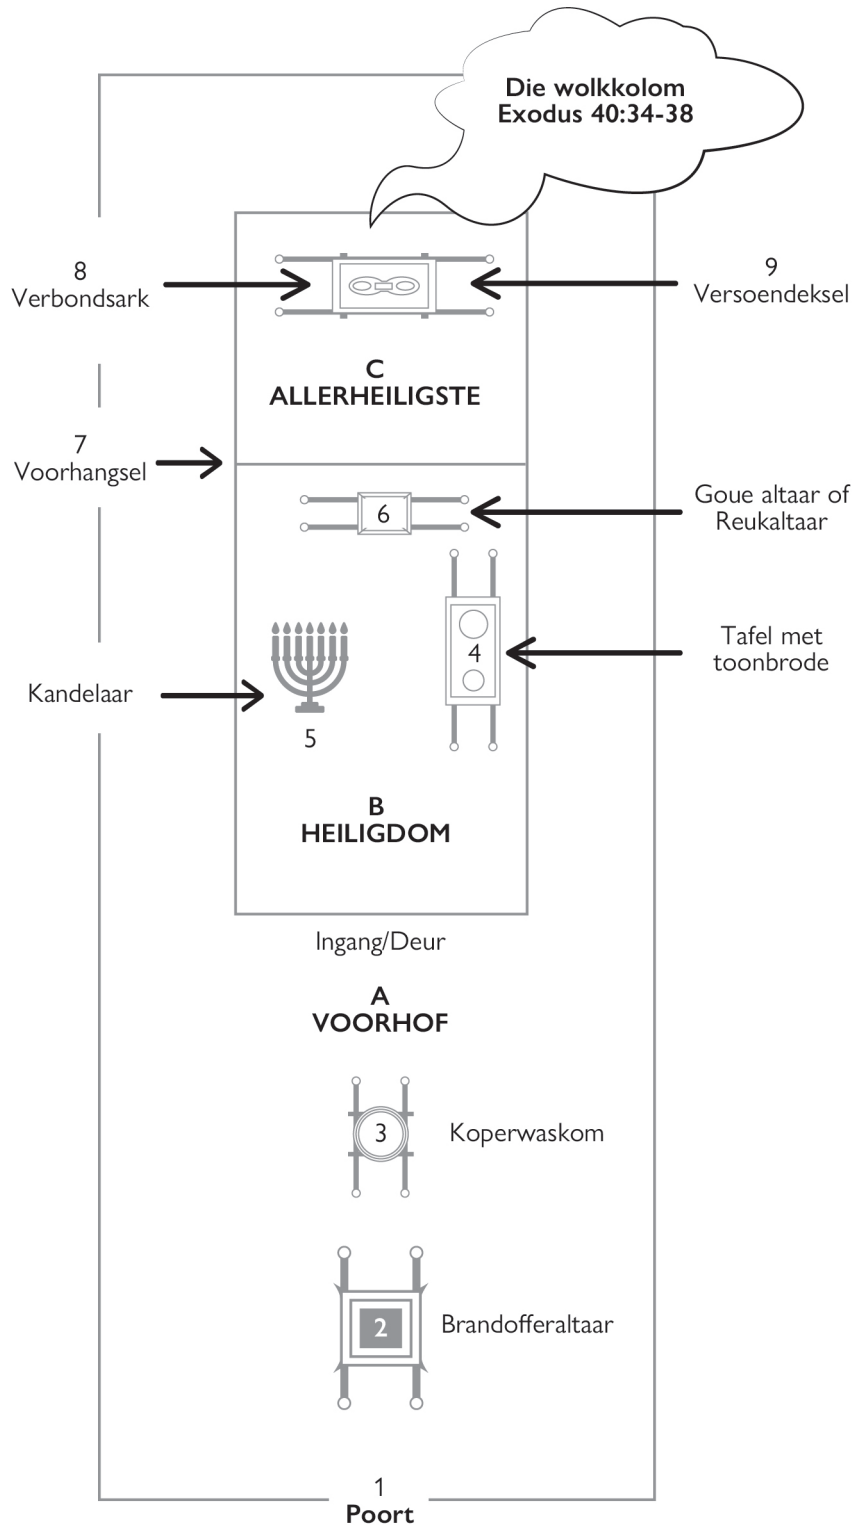 Die wolkkolom
Exodus 40:34-38
8
Verbondsark
9
Versoendeksel
C
ALLERHEILIGSTE
7
Voorhangsel
6
Goue altaar of
Reukaltaar
4
Tafel met
toonbrode
Kandelaar
5
B
HEILIGDOM
Ingang/Deur
A
VOORHOF
3
Koperwaskom
2
Brandofferaltaar
1
Poort